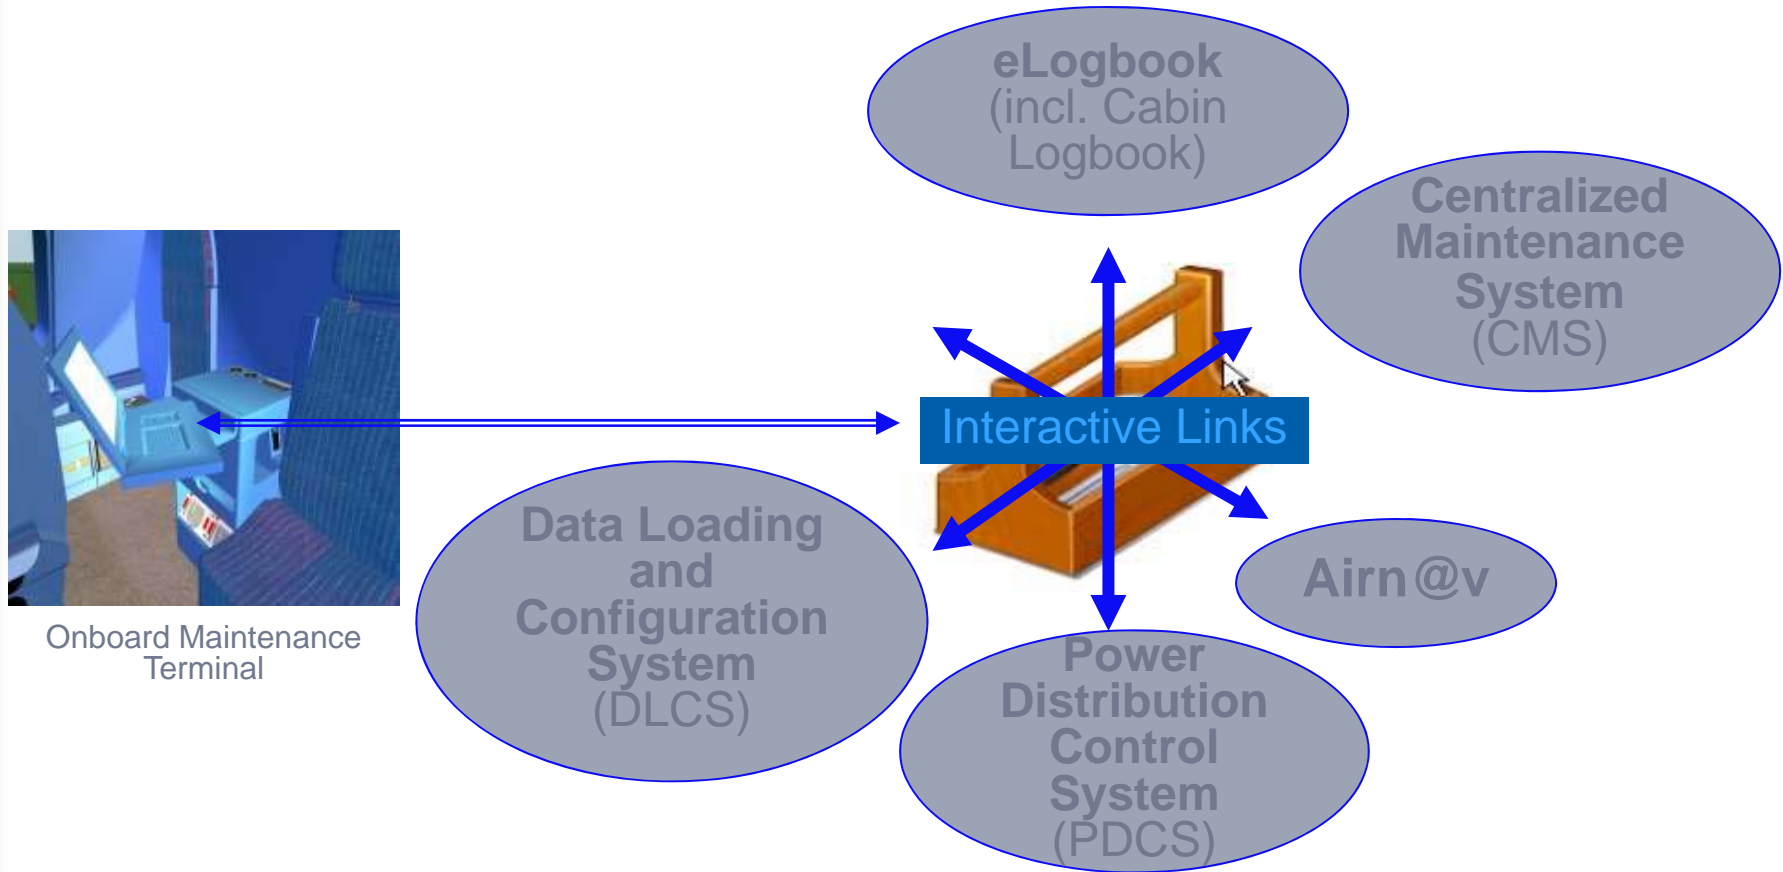 eLogbook
(incl. Cabin
Logbook)
Centralized
Maintenance
System
(CMS)
Interactive Links
Onboard Maintenance
Terminal
Data Loading
and
Configuration
System
(DLCS)
Airn@v
Power
Distribution
Control
System
(PDCS)